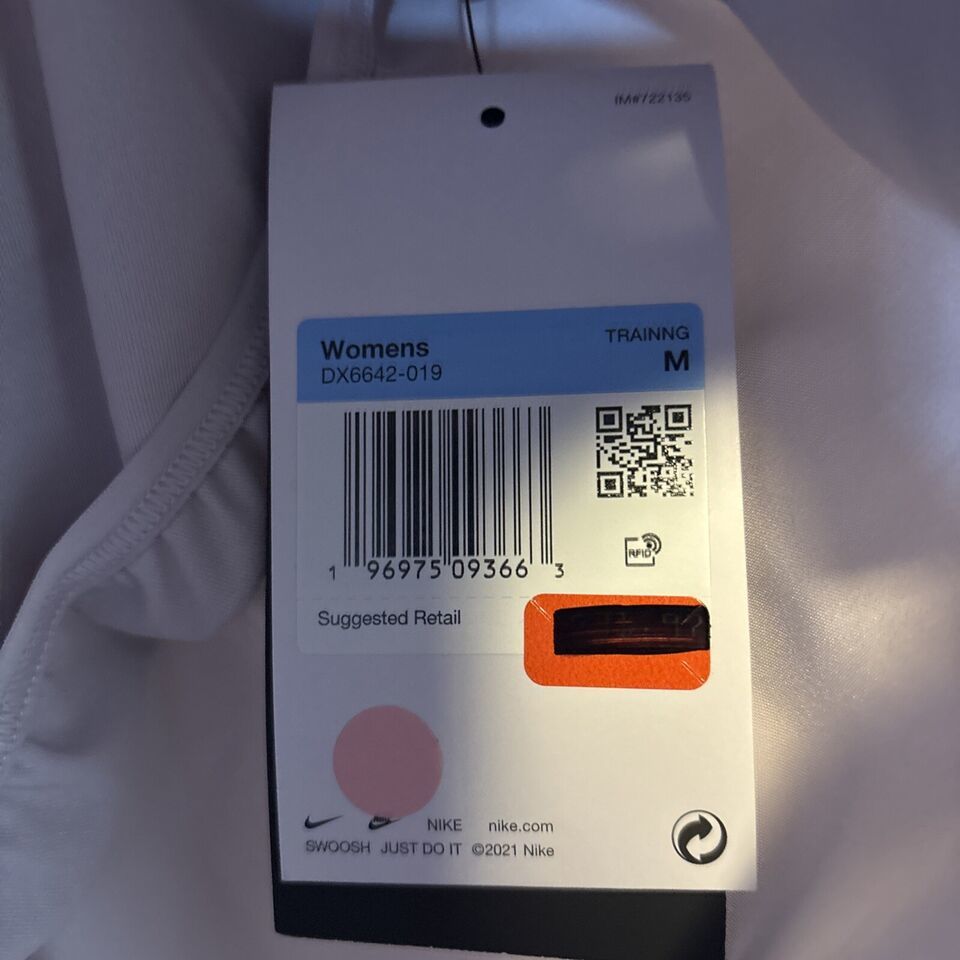 IM#722135
Womens
TRAINNG
DX6642-019
M
1 96975 09366 3
RFID
Suggested Retail
NIKE nike.com
SWOOSH JUST DO IT ©2021 Nike